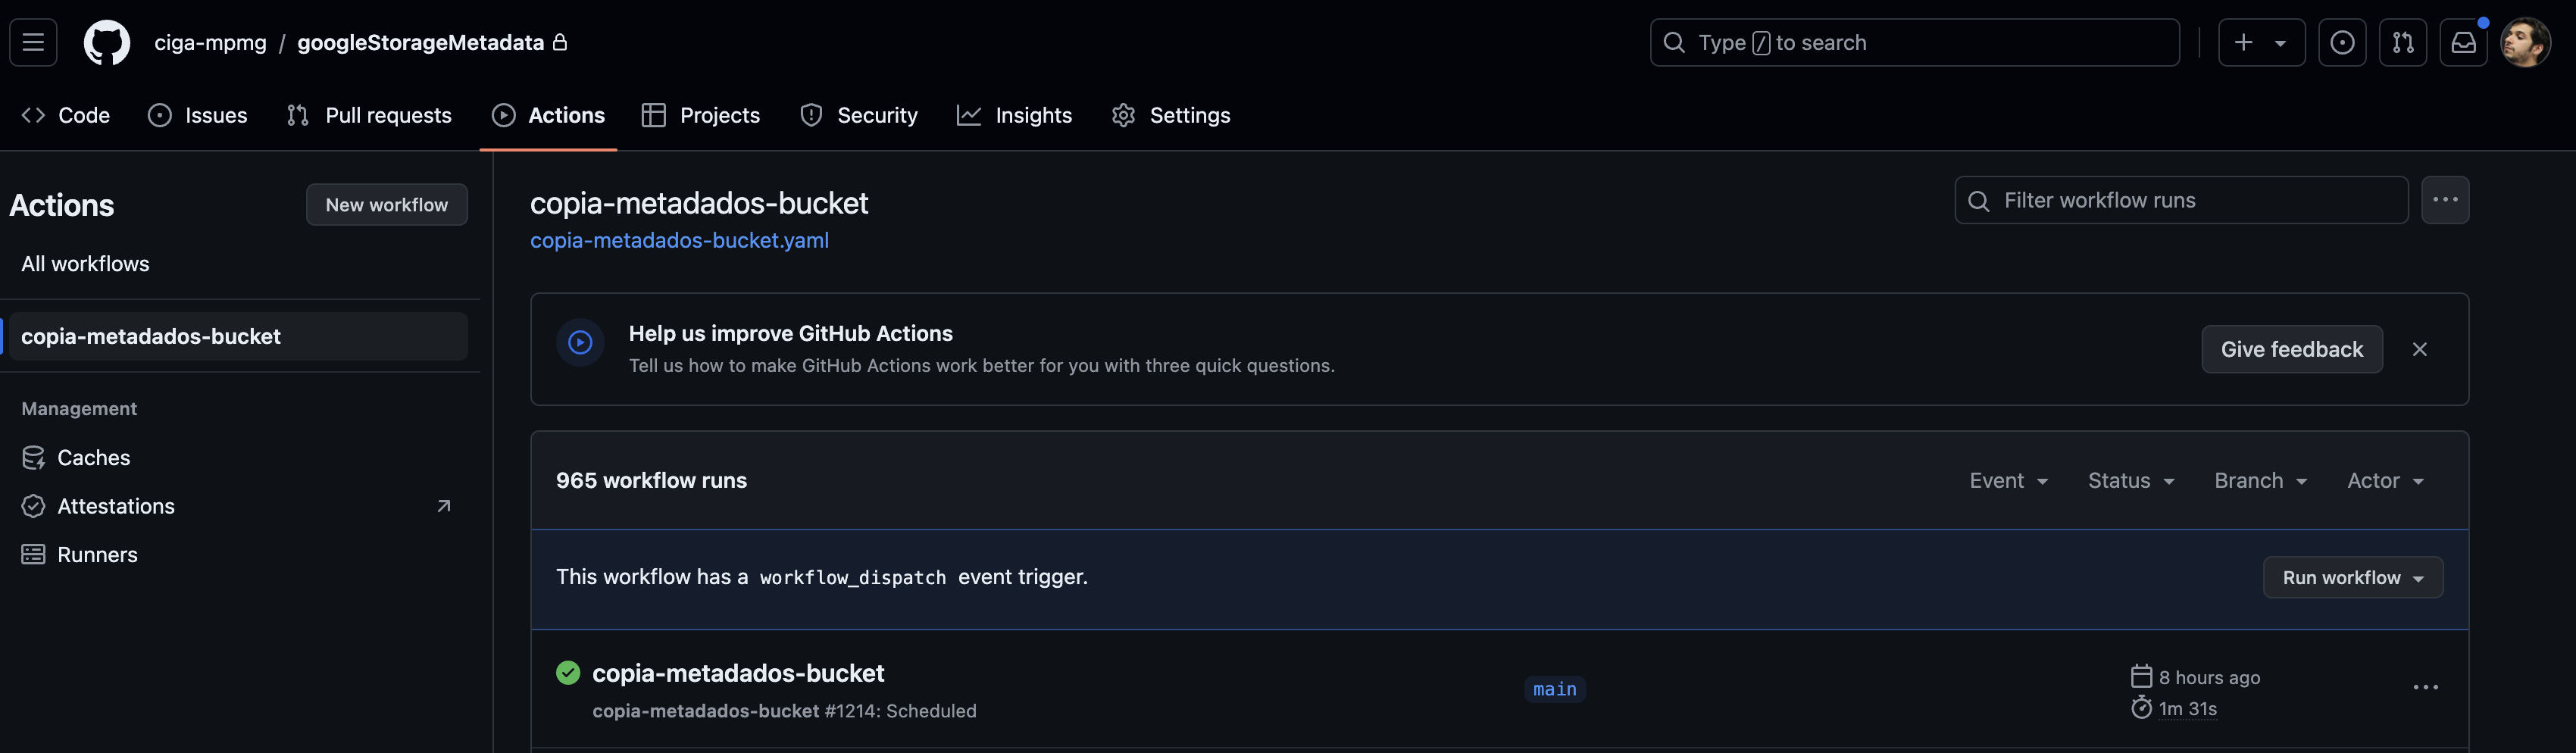 ciga-mpmg / googleStorageMetadata
Type / to search
Code Issues Pull requests Actions Projects Security Insights Settings
Actions
New workflow
All workflows
copia-metadados-bucket
Management
Caches
Attestations
Runners
copia-metadados-bucket
copia-metadados-bucket.yaml
Filter workflow runs
Help us improve GitHub Actions
Tell us how to make GitHub Actions work better for you with three quick questions.
Give feedback
965 workflow runs
Event Status Branch Actor
This workflow has a workflow_dispatch event trigger.
Run workflow
copia-metadados-bucket
copia-metadados-bucket #1214: Scheduled
main
8 hours ago
1m 31s